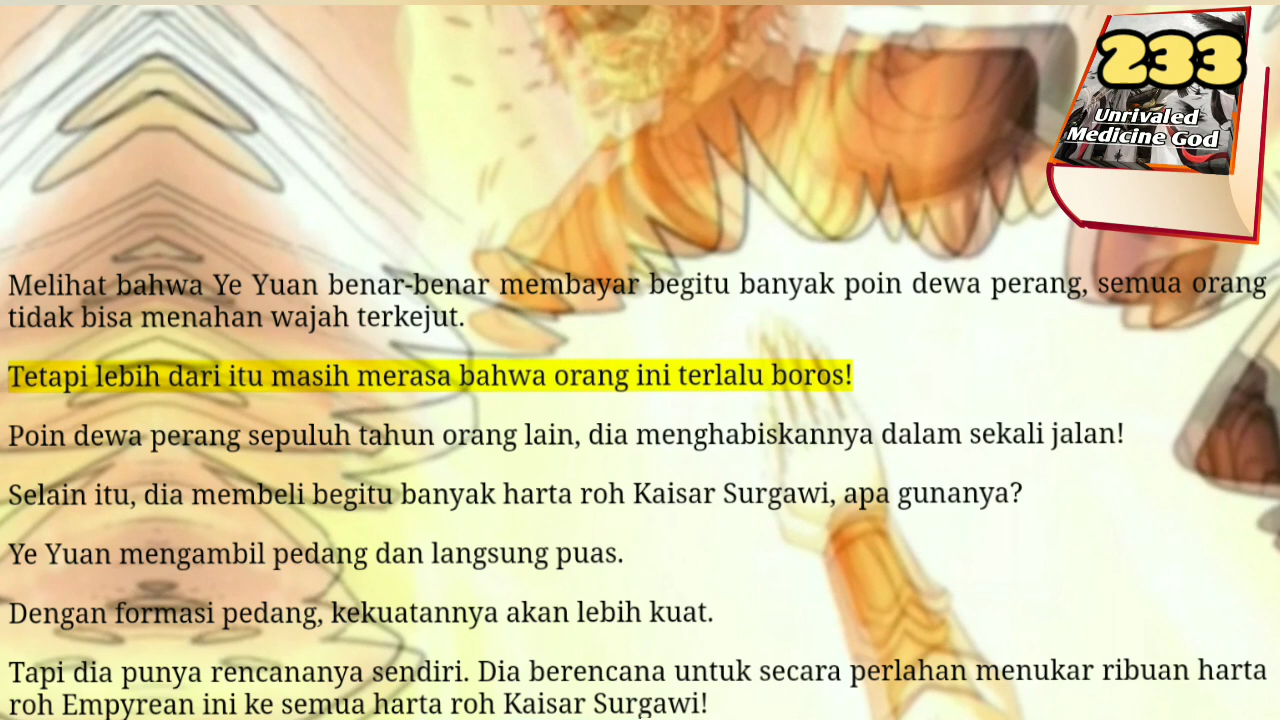 233
Unrivaled
Medicine God
Melihat bahwa Ye Yuan benar-benar membayar begitu banyak poin dewa perang, semua orang
tidak bisa menahan wajah terkejut.
Tetapi lebih dari itu masih merasa bahwa orang ini terlalu boros!
Poin dewa perang sepuluh tahun orang lain, dia menghabiskannya dalam sekali jalan!
Selain itu, dia membeli begitu banyak harta roh Kaisar Surgawi, apa gunanya?
Ye Yuan mengambil pedang dan langsung puas.
Dengan formasi pedang, kekuatannya akan lebih kuat.
Tapi dia punya rencananya sendiri. Dia berencana untuk secara perlahan menukar ribuan harta
roh Empyrean ini ke semua harta roh Kaisar Surgawi!